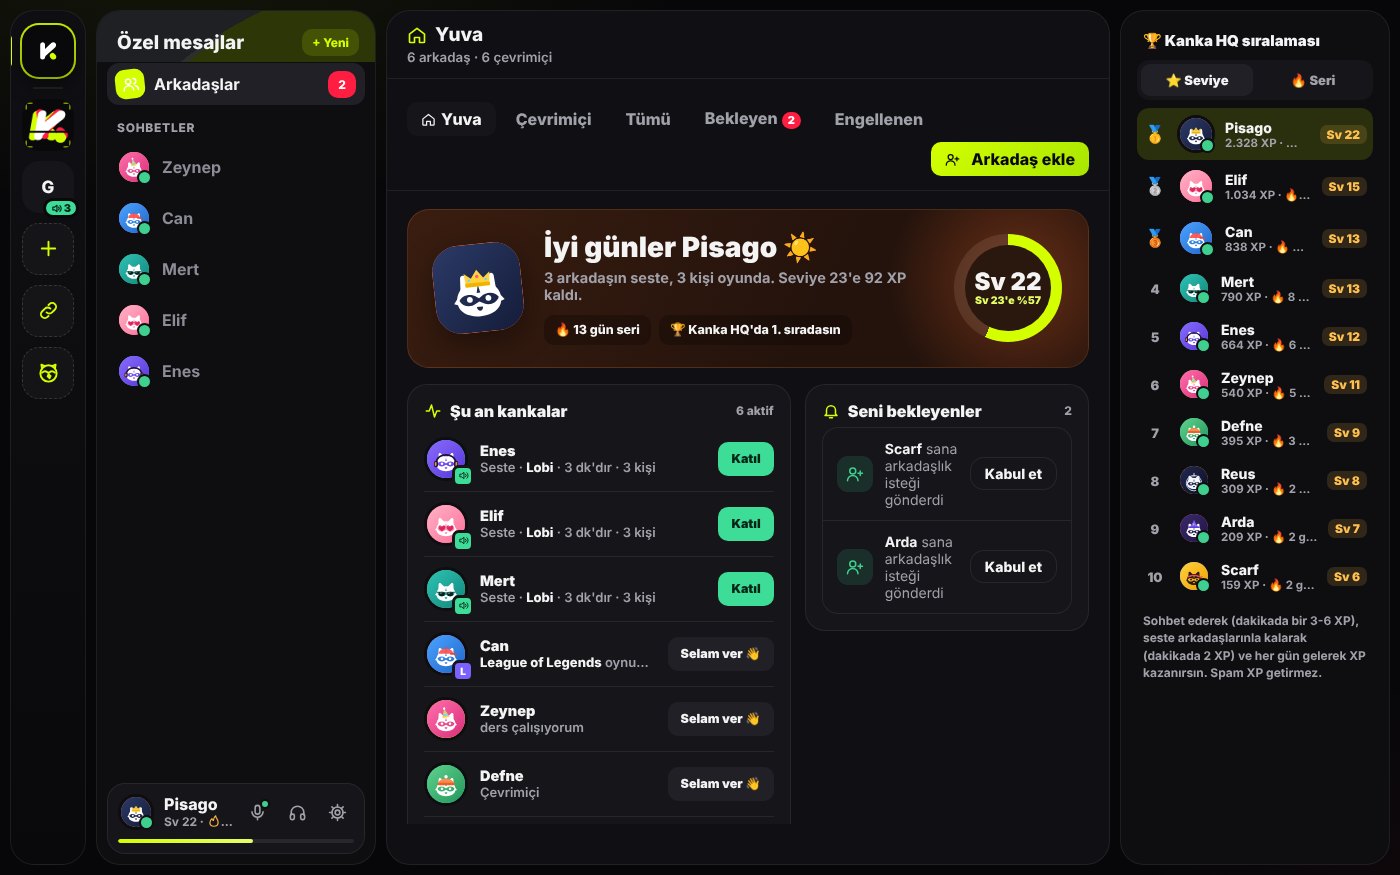 Özel mesajlar
+ Yeni
Arkadaşlar
2
SOHBETLER
Zeynep
Can
Mert
Elif
Enes
G
3
Pisago
Sv 22 · 🔥...
Yuva
6 arkadaş · 6 çevrimiçi
Yuva
Çevrimiçi
Tümü
Bekleyen 2
Engellenen
Arkadaş ekle
İyi günler Pisago ☀️
3 arkadaşın seste, 3 kişi oyunda. Seviye 23'e 92 XP
kaldı.
🔥 13 gün seri
🏆 Kanka HQ'da 1. sıradasın
Sv 22
Sv 23'e %57
Şu an kankalar
6 aktif
Enes
Seste · Lobi · 3 dk'dır · 3 kişi
Katıl
Elif
Seste · Lobi · 3 dk'dır · 3 kişi
Katıl
Mert
Seste · Lobi · 3 dk'dır · 3 kişi
Katıl
Can
League of Legends oynu...
L
Selam ver 👋
Zeynep
ders çalışıyorum
Selam ver 👋
Defne
Çevrimiçi
Selam ver 👋
Seni bekleyenler
2
Scarf sana
arkadaşlık
isteği
gönderdi
Kabul et
Arda sana
arkadaşlık
isteği
gönderdi
Kabul et
🏆 Kanka HQ sıralaması
⭐ Seviye
🔥 Seri
Pisago
2.328 XP · ...
Sv 22
Elif
1.034 XP · 🔥...
Sv 15
Can
838 XP · 🔥 ...
Sv 13
4
Mert
790 XP · 🔥 8 ...
Sv 13
5
Enes
664 XP · 🔥 6 ...
Sv 12
6
Zeynep
540 XP · 🔥 5 ...
Sv 11
7
Defne
395 XP · 🔥 3 ...
Sv 9
8
Reus
309 XP · 🔥 2 ...
Sv 8
9
Arda
209 XP · 🔥 2 g...
Sv 7
10
Scarf
159 XP · 🔥 2 g...
Sv 6
Sohbet ederek (dakikada bir 3-6 XP),
seste arkadaşlarınla kalarak
(dakikada 2 XP) ve her gün gelerek XP
kazanırsın. Spam XP getirmez.